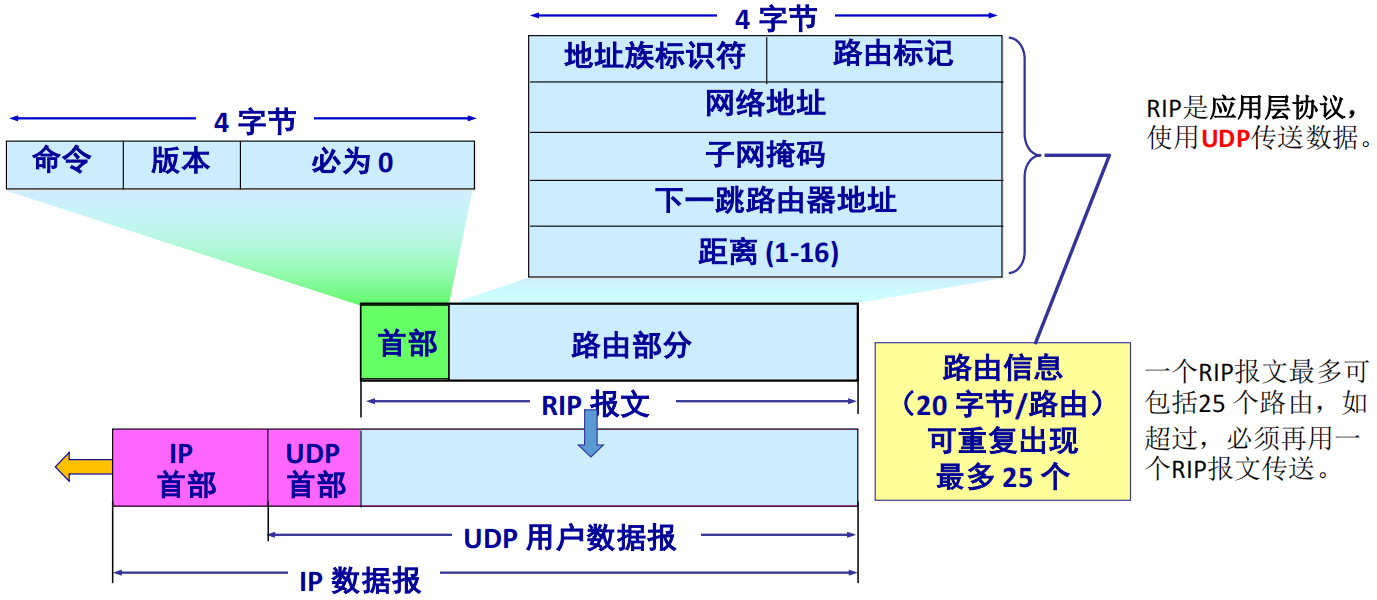 4 字节
地址族标识符
路由标记
网络地址
子网掩码
下一跳路由器地址
距离 (1-16)
4 字节
命令
版本
必为 0
RIP是应用层协议，
使用UDP传送数据。
首部
路由部分
RIP 报文
路由信息
（20 字节/路由）
可重复出现
最多 25 个
一个RIP报文最多可
包括25 个路由，如
超过，必须再用一
个RIP报文传送。
IP
首部
UDP
首部
UDP 用户数据报
IP 数据报